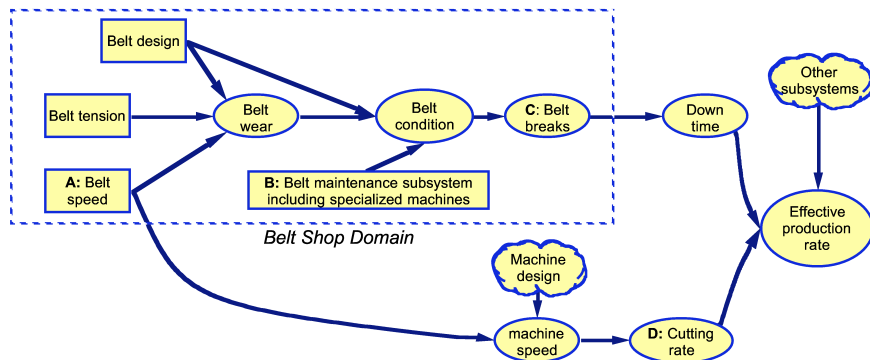 Belt design
Belt tension
A: Belt
speed
Belt
wear
Belt
condition
C: Belt
breaks
B: Belt maintenance subsystem
including specialized machines
Belt Shop Domain
Down
time
Other
subsystems
Effective
production
rate
Machine
design
machine
speed
D: Cutting
rate